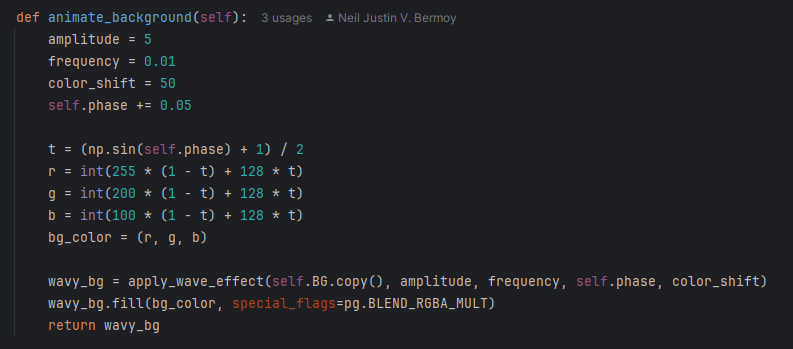 def animate_background(self): 3 usages Neil Justin V. Bermoy
    amplitude = 5
    frequency = 0.01
    color_shift = 50
    self.phase += 0.05

    t = (np.sin(self.phase) + 1) / 2
    r = int(255 * (1 - t) + 128 * t)
    g = int(200 * (1 - t) + 128 * t)
    b = int(100 * (1 - t) + 128 * t)
    bg_color = (r, g, b)

    wavy_bg = apply_wave_effect(self.BG.copy(), amplitude, frequency, self.phase, color_shift)
    wavy_bg.fill(bg_color, special_flags=pg.BLEND_RGBA_MULT)
    return wavy_bg